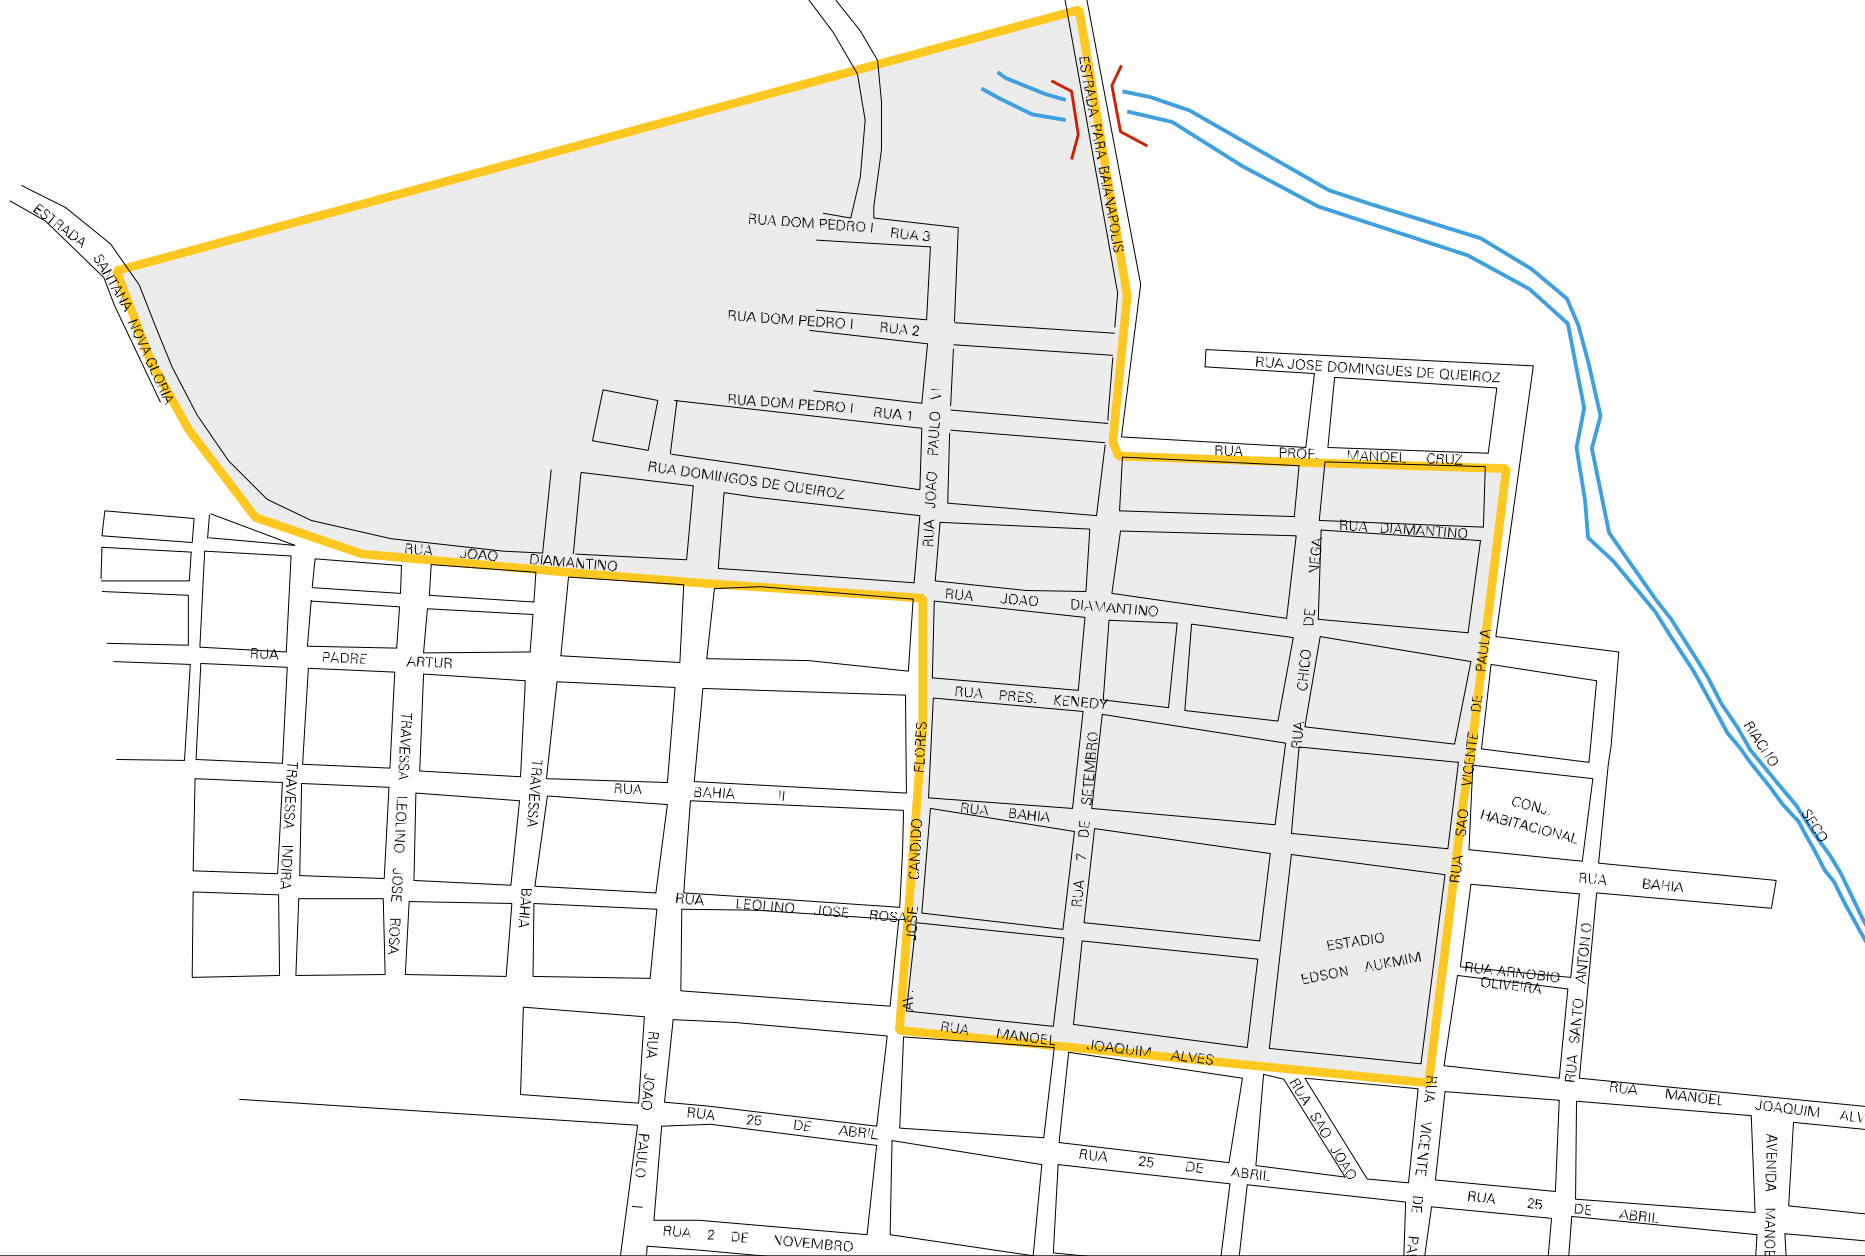 ESTRADA PARA BAIANAPOLIS
ESTRADA SANTANA NOVA GLORIA
RUA DOM PEDRO I RUA 3
RUA DOM PEDRO I RUA 2
RUA JOSE DOMINGUES DE QUEIROZ
RUA DOM PEDRO I RUA 1
RUA JOAO PAULO VI
RUA PROF. MANOEL CRUZ
RUA DOMINGOS DE QUEIROZ
RUA DIAMANTINO
RUA JOAO DIAMANTINO
RUA JOAO DIAMANTINO
RUA CHICO DE NEGA
RUA PADRE ARTUR
RUA PRES. KENEDY
RUA SAO VICENTE DE PAULA
TRAVESSA LEOLINO JOSE ROSA
TRAVESSA INDIRA
TRAVESSA BAHIA
RUA BAHIA II
AV. JOSE CANDIDO FLORES
RUA 7 DE SETEMBRO
RUA BAHIA
CONJ.
HABITACIONAL
RIACHO SECO
RUA BAHIA
RUA LEOLINO JOSE ROSA
ESTADIO
EDSON AUKMIM
RUA ARNOBIO
OLIVEIRA
RUA SANTO ANTONIO
RUA MANOEL JOAQUIM ALVES
RUA MANOEL JOAQUIM ALV
RUA JOAO PAULO I
RUA 25 DE ABRIL
RUA 25 DE ABRIL
RUA SAO JOAO
RUA VICENTE DE PAU
RUA 25 DE ABRIL
AVENIDA MANOE
RUA 2 DE NOVEMBRO